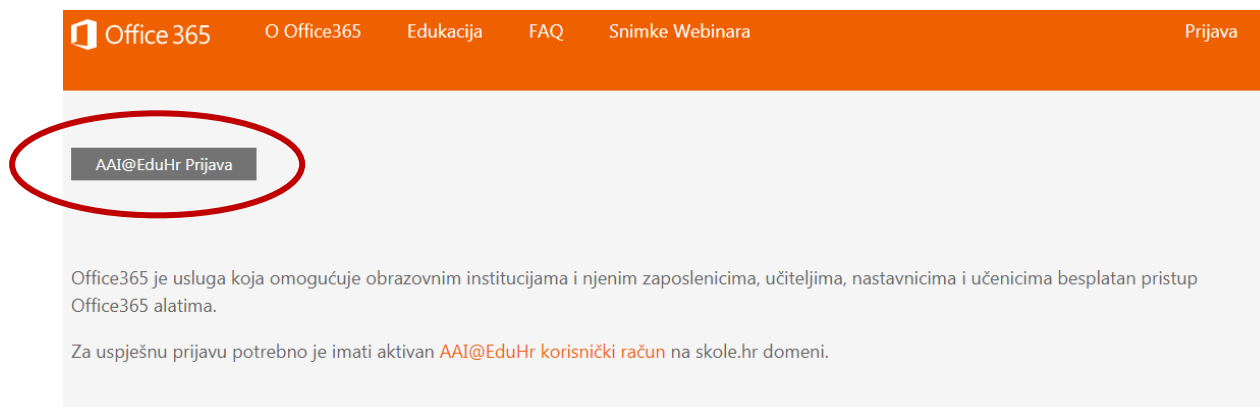 Office 365 O Office365 Edukacija FAQ Snimke Webinara Prijava
AAI@EduHr Prijava
Office365 je usluga koja omogućuje obrazovnim institucijama i njenim zaposlenicima, učiteljima, nastavnicima i učenicima besplatan pristup
Office365 alatima.
Za uspješnu prijavu potrebno je imati aktivan AAI@EduHr korisnički račun na skole.hr domeni.